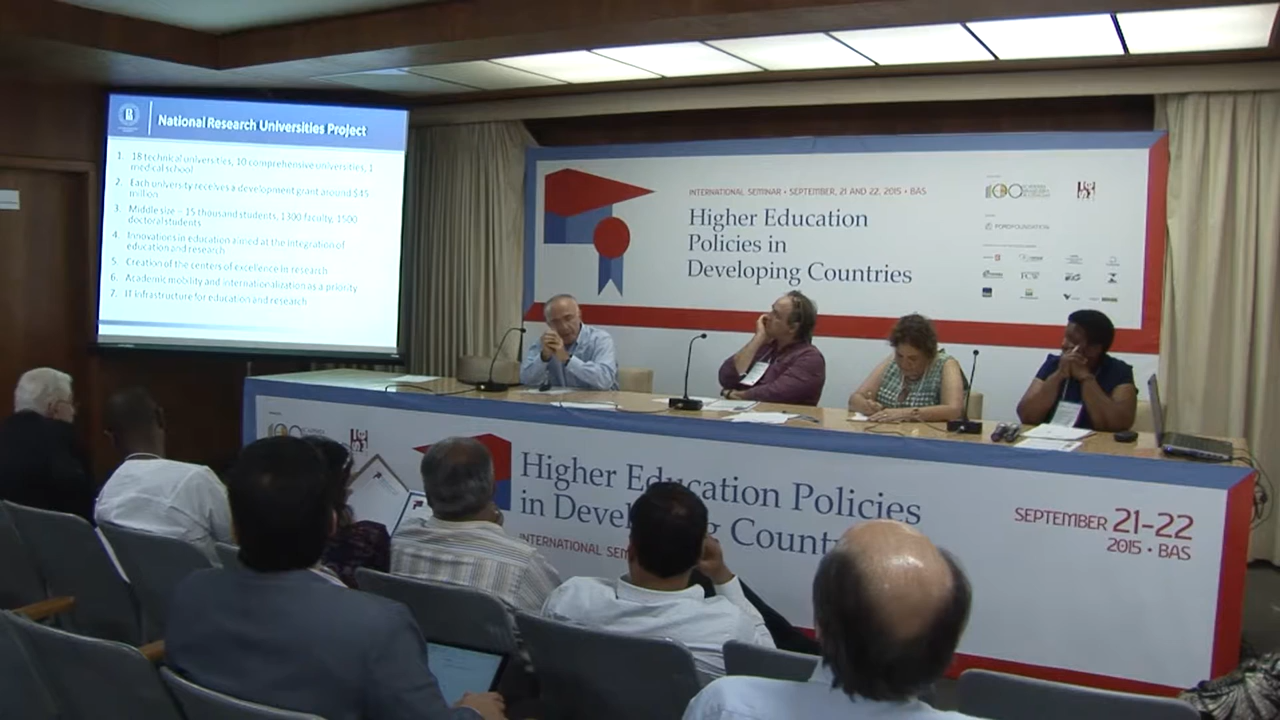 National Research Universities Project
1. 18 technical universities, 10 comprehensive universities, 1
medical school
2. Each university receives a development grant around $45
million
3. Middle size – 15 thousand students, 1300 faculty, 1500
doctoral students
4. Innovations in education aimed at the integration of
education and research
5. Creation of the centers of excellence in research
6. Academic mobility and internationalization as a priority
7. IT infrastructure for education and research
INTERNATIONAL SEMINAR • SEPTEMBER, 21 AND 22, 2015 • BAS
Higher Education
Policies in
Developing Countries
100
FORDFOUNDATION
100
Higher Education Policies
in Devel g Countr
INTERNATIONAL SEM
SEPTEMBER 21-22
2015 • BAS